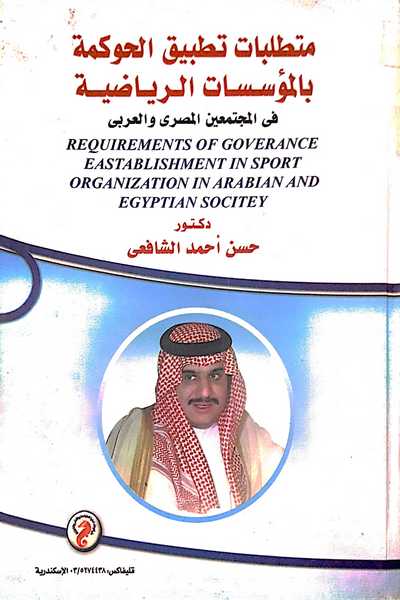 متطلبات تطبيق الحوكمة
بالمؤسسات الرياضية
فى المجتمعين المصرى والعربى
REQUIREMENTS OF GOVERANCE
EASTABLISHMENT IN SPORT
ORGANIZATION IN ARABIAN AND
EGYPTIAN SOCITEY
دكتور
حسن أحمد الشافعى
تليفاكس: ٠٣/٥٢٧٤٤٣٨ الإسكندرية